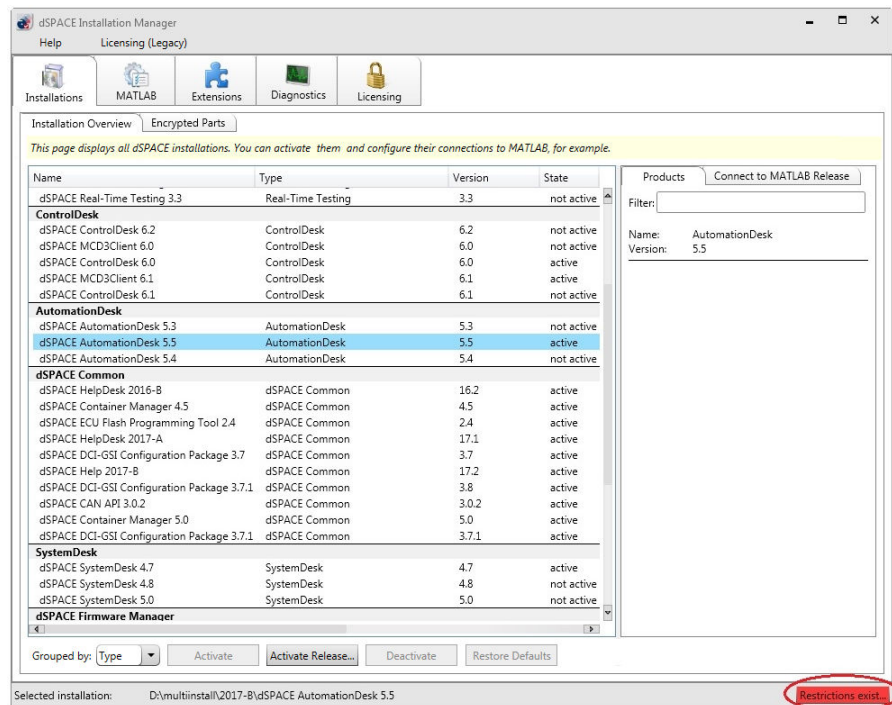 dSPACE Installation Manager
Help Licensing (Legacy)
Installations MATLAB Extensions Diagnostics Licensing
Installation Overview Encrypted Parts
This page displays all dSPACE installations. You can activate them and configure their connections to MATLAB, for example.
Name Type Version State
dSPACE Real-Time Testing 3.3 Real-Time Testing 3.3 not active
ControlDesk
dSPACE ControlDesk 6.2 ControlDesk 6.2 not active
dSPACE MCD3Client 6.0 ControlDesk 6.0 not active
dSPACE ControlDesk 6.0 ControlDesk 6.0 active
dSPACE MCD3Client 6.1 ControlDesk 6.1 active
dSPACE ControlDesk 6.1 ControlDesk 6.1 not active
AutomationDesk
dSPACE AutomationDesk 5.3 AutomationDesk 5.3 not active
dSPACE AutomationDesk 5.5 AutomationDesk 5.5 active
dSPACE AutomationDesk 5.4 AutomationDesk 5.4 not active
dSPACE Common
dSPACE HelpDesk 2016-B dSPACE Common 16.2 active
dSPACE Container Manager 4.5 dSPACE Common 4.5 active
dSPACE ECU Flash Programming Tool 2.4 dSPACE Common 2.4 active
dSPACE HelpDesk 2017-A dSPACE Common 17.1 active
dSPACE DCI-GSI Configuration Package 3.7 dSPACE Common 3.7 active
dSPACE Help 2017-B dSPACE Common 17.2 active
dSPACE DCI-GSI Configuration Package 3.7.1 dSPACE Common 3.8 active
dSPACE CAN API 3.0.2 dSPACE Common 3.0.2 active
dSPACE Container Manager 5.0 dSPACE Common 5.0 active
dSPACE DCI-GSI Configuration Package 3.7.1 dSPACE Common 3.7.1 active
SystemDesk
dSPACE SystemDesk 4.7 SystemDesk 4.7 active
dSPACE SystemDesk 4.8 SystemDesk 4.8 not active
dSPACE SystemDesk 5.0 SystemDesk 5.0 not active
dSPACE Firmware Manager
Products Connect to MATLAB Release
Filter:
Name: AutomationDesk
Version: 5.5
Grouped by: Type Activate Activate Release... Deactivate Restore Defaults
Selected installation: D:\multiinstall\2017-B\dSPACE AutomationDesk 5.5 Restrictions exist...